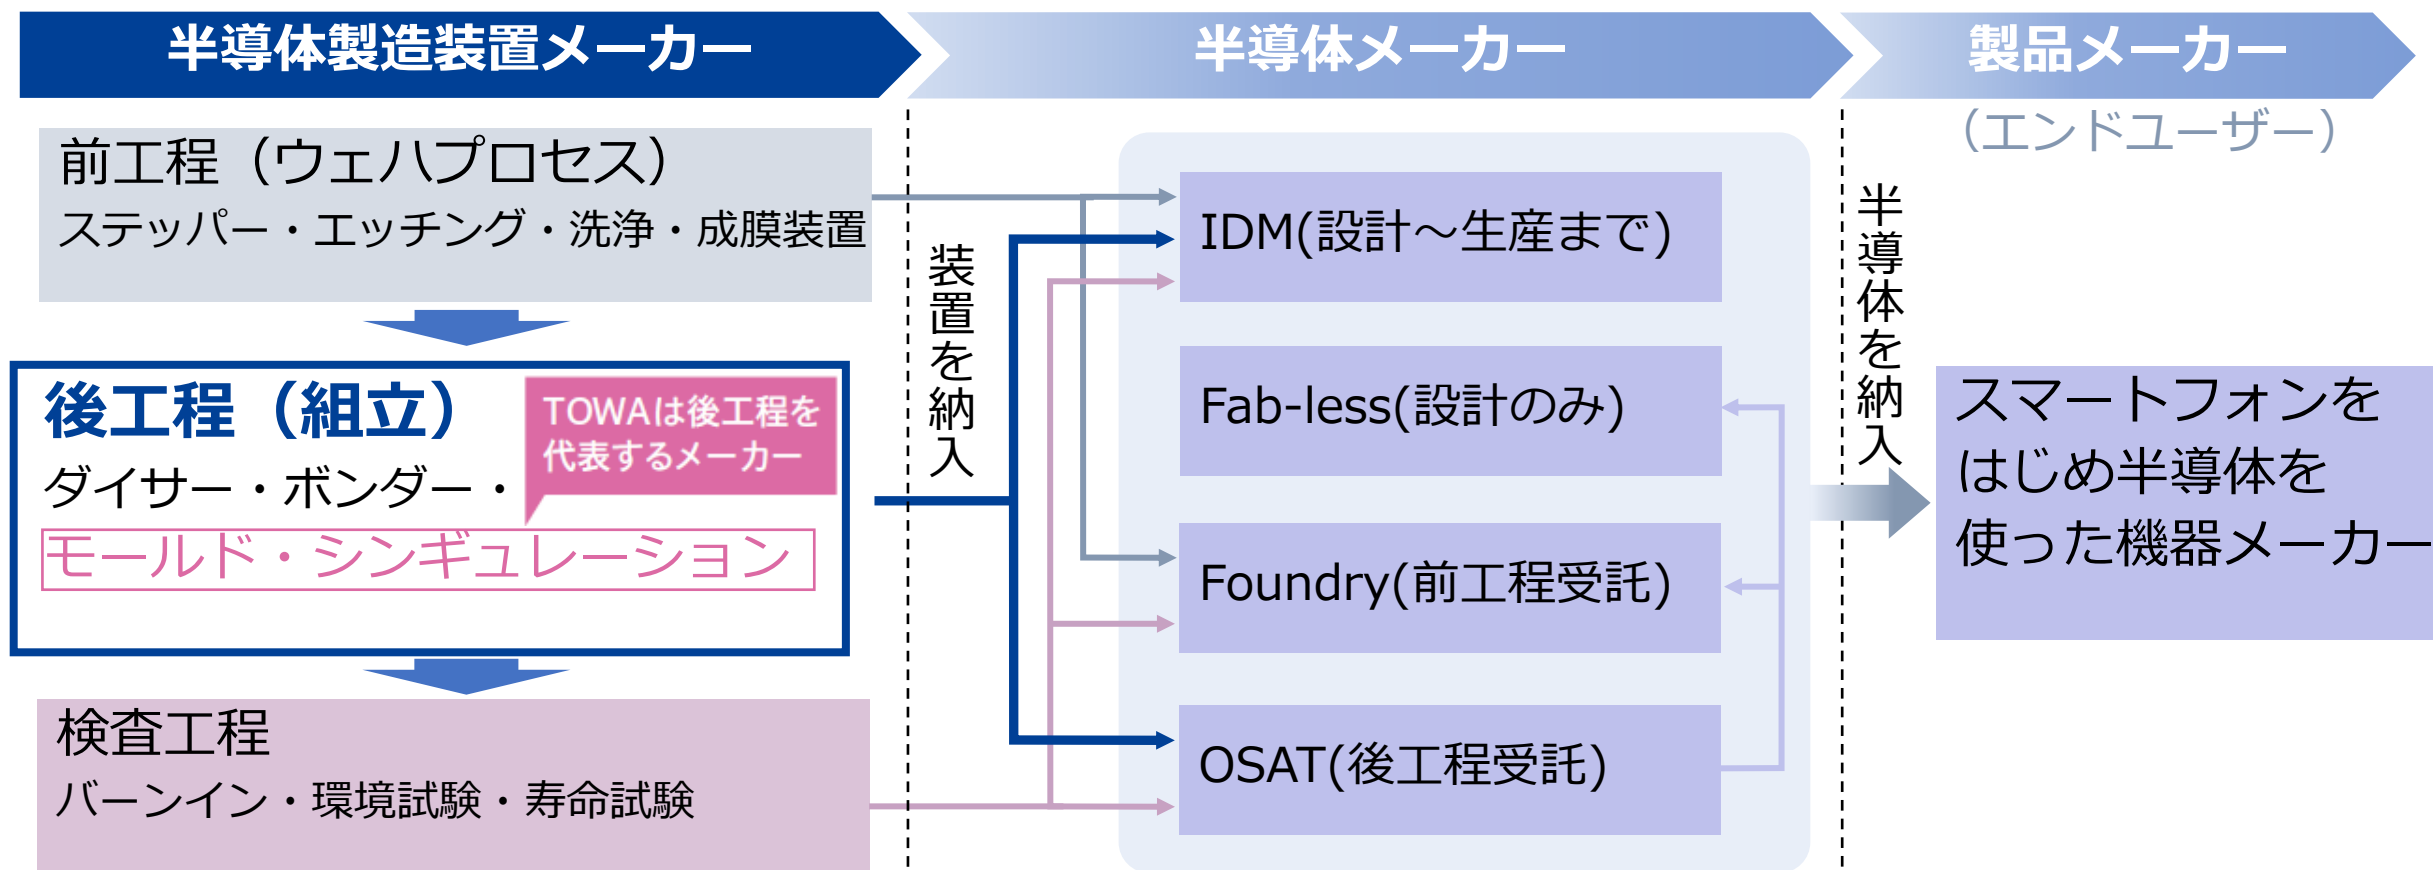 半導体製造装置メーカー
半導体メーカー
製品メーカー
（エンドユーザー）
前工程（ウェハプロセス）
ステッパー・エッチング・洗浄・成膜装置
後工程（組立）
TOWAは後工程を
代表するメーカー
ダイサー・ボンダー・
モールド・シンギュレーション
検査工程
バーンイン・環境試験・寿命試験
装置を納入
IDM(設計～生産まで)
Fab-less(設計のみ)
Foundry(前工程受託)
OSAT(後工程受託)
半導体を納入
スマートフォンを
はじめ半導体を
使った機器メーカー